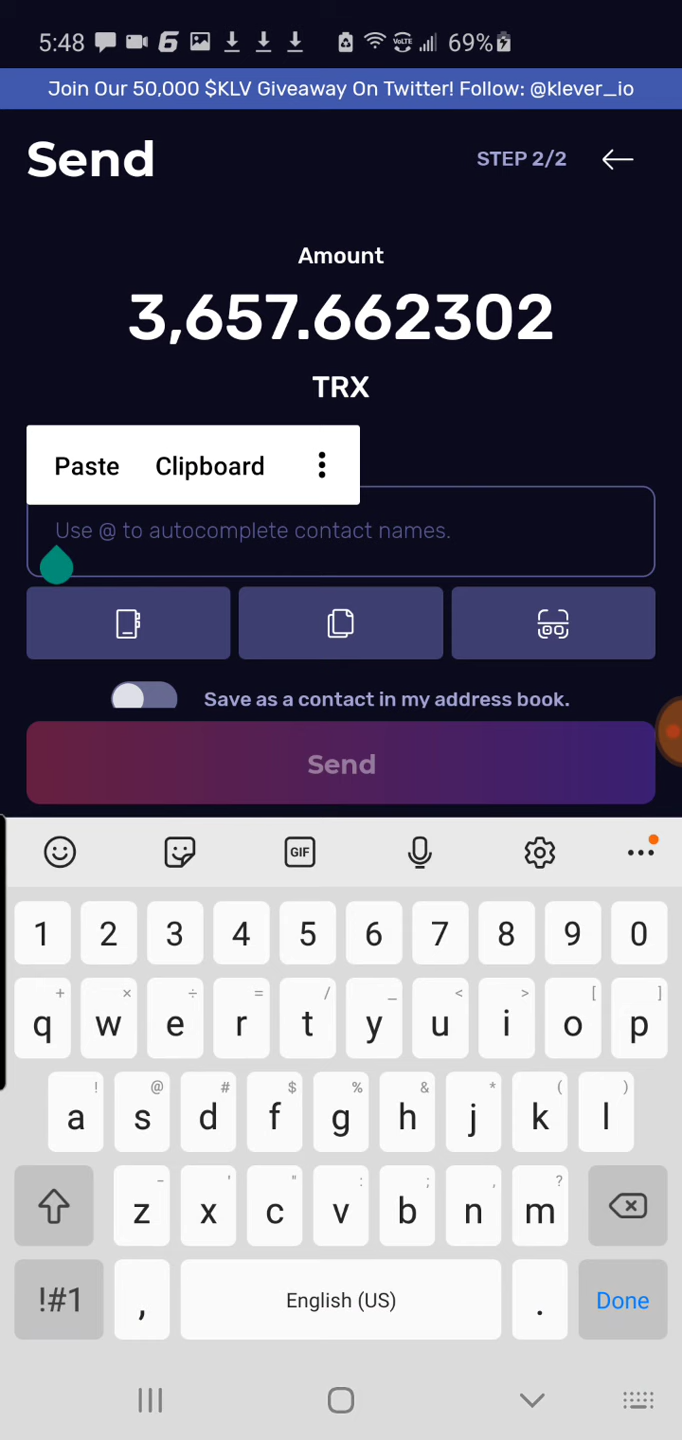 5:48 6 VoLTE 69%
Join Our 50,000 $KLV Giveaway On Twitter! Follow: @klever_io
Send STEP 2/2
Amount
3,657.662302
TRX
Paste Clipboard
Use @ to autocomplete contact names.
Save as a contact in my address book.
Send
GIF
1 2 3 4 5 6 7 8 9 0
+ × ÷ = / _ < > [ ]
q w e r t y u i o p
! @ # $ % & * ( )
a s d f g h j k l
- ' " : ; , ?
z x c v b n m
!#1 , English (US) . Done